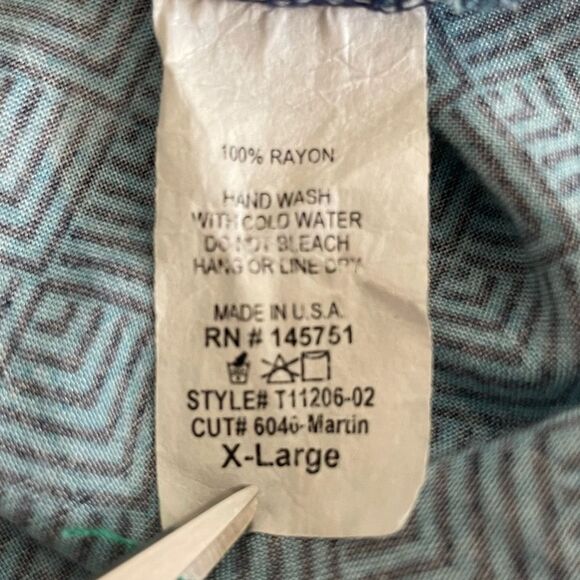 100% RAYON
HAND WASH
WITH COLD WATER
DO NOT BLEACH
HANG OR LINE DRY
MADE IN U.S.A.
RN # 145751
STYLE# T11206-02
CUT# 6046-Martin
X-Large